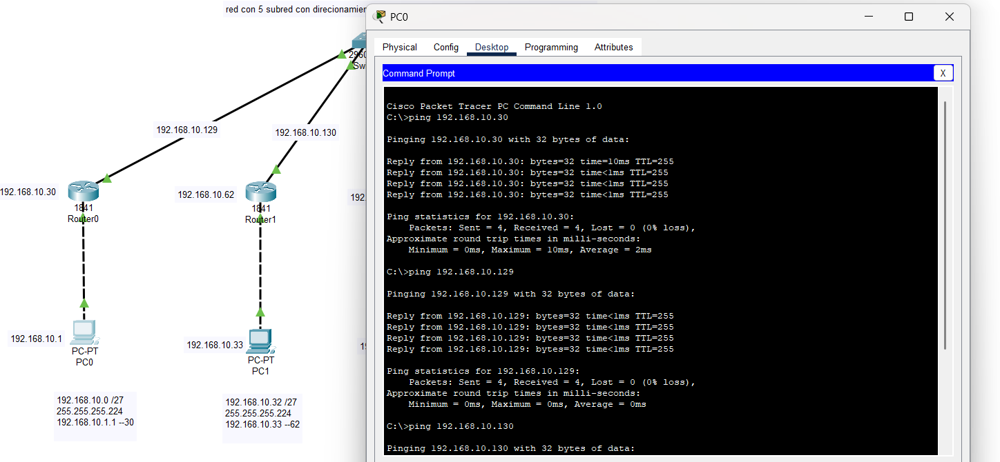 red con 5 subred con direcionamien
2960
Sw
192.168.10.129
192.168.10.130
192.168.10.30
192.168.10.62
192
1841
Router0
1841
Router1
192.168.10.1
192.168.10.33
19
PC-PT
PC0
PC-PT
PC1
192.168.10.0 /27
255.255.255.224
192.168.10.1.1 --30
192.168.10.32 /27
255.255.255.224
192.168.10.33 --62
PC0
Physical Config Desktop Programming Attributes
Command Prompt X
Cisco Packet Tracer PC Command Line 1.0
C:\>ping 192.168.10.30
Pinging 192.168.10.30 with 32 bytes of data:
Reply from 192.168.10.30: bytes=32 time=10ms TTL=255
Reply from 192.168.10.30: bytes=32 time<1ms TTL=255
Reply from 192.168.10.30: bytes=32 time<1ms TTL=255
Reply from 192.168.10.30: bytes=32 time<1ms TTL=255
Ping statistics for 192.168.10.30:
Packets: Sent = 4, Received = 4, Lost = 0 (0% loss),
Approximate round trip times in milli-seconds:
Minimum = 0ms, Maximum = 10ms, Average = 2ms
C:\>ping 192.168.10.129
Pinging 192.168.10.129 with 32 bytes of data:
Reply from 192.168.10.129: bytes=32 time<1ms TTL=255
Reply from 192.168.10.129: bytes=32 time<1ms TTL=255
Reply from 192.168.10.129: bytes=32 time<1ms TTL=255
Reply from 192.168.10.129: bytes=32 time<1ms TTL=255
Ping statistics for 192.168.10.129:
Packets: Sent = 4, Received = 4, Lost = 0 (0% loss),
Approximate round trip times in milli-seconds:
Minimum = 0ms, Maximum = 0ms, Average = 0ms
C:\>ping 192.168.10.130
Pinging 192.168.10.130 with 32 bytes of data: